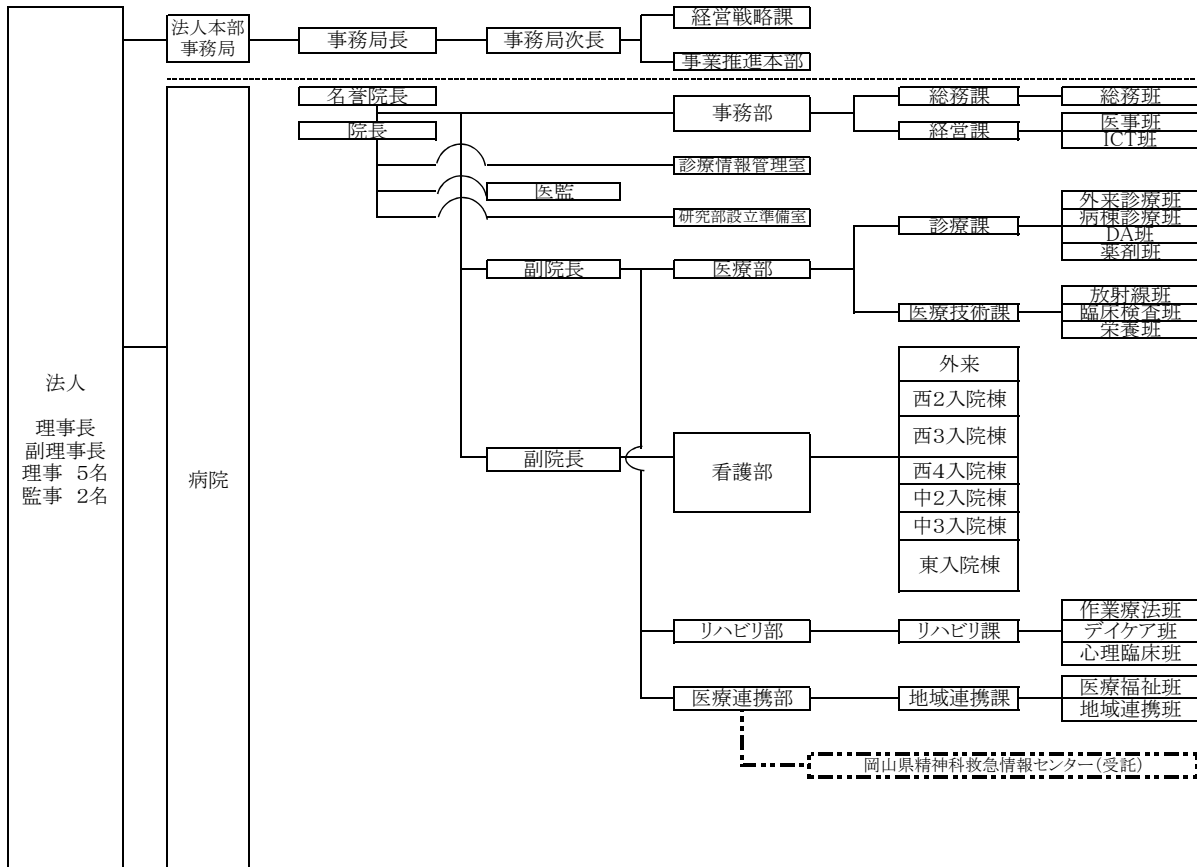 法人本部
事務局
事務局長
事務局次長
経営戦略課
事業推進本部
法人
理事長
副理事長
理事 5名
監事 2名
病院
名誉院長
院長
事務部
総務課
総務班
経営課
医事班
ICT班
診療情報管理室
医監
研究部設立準備室
副院長
医療部
診療課
外来診療班
病棟診療班
DA班
薬剤班
医療技術課
放射線班
臨床検査班
栄養班
副院長
看護部
外来
西2入院棟
西3入院棟
西4入院棟
中2入院棟
中3入院棟
東入院棟
リハビリ部
リハビリ課
作業療法班
デイケア班
心理臨床班
医療連携部
地域連携課
医療福祉班
地域連携班
岡山県精神科救急情報センター(受託)